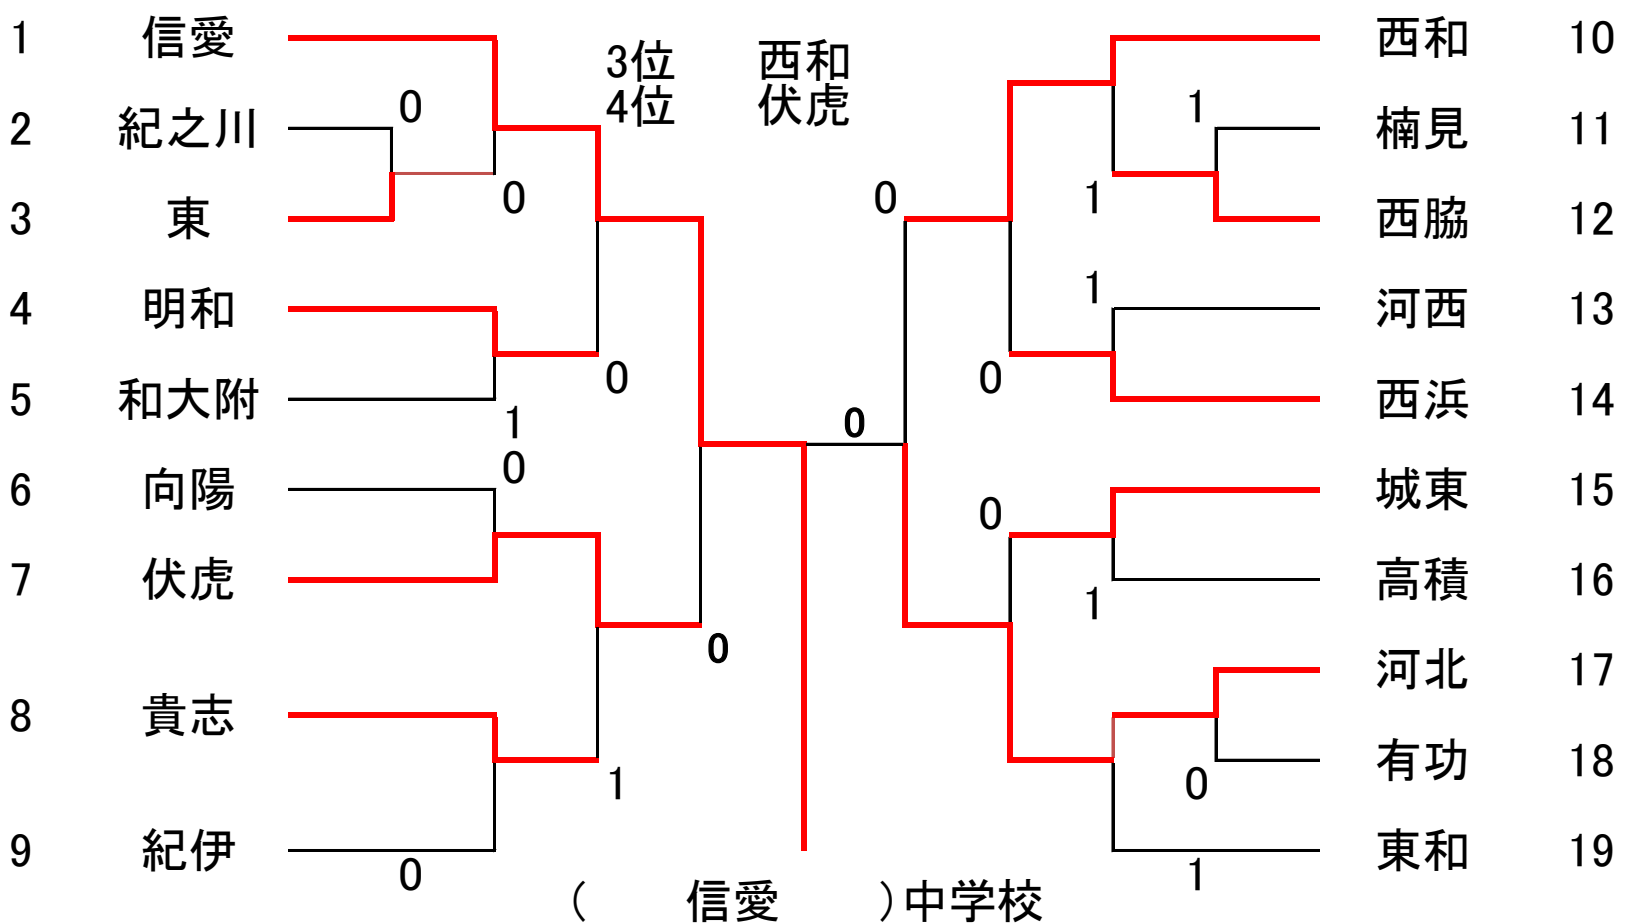 1 信愛
2 紀之川
3 東
4 明和
5 和大附
6 向陽
7 伏虎
8 貴志
9 紀伊
0
0
0
1
0
0
1
0
3位 西和
4位 伏虎
0
0
1
1
1
0
0
1
0
1
西和 10
楠見 11
西脇 12
河西 13
西浜 14
城東 15
高積 16
河北 17
有功 18
東和 19
( 信愛 )中学校